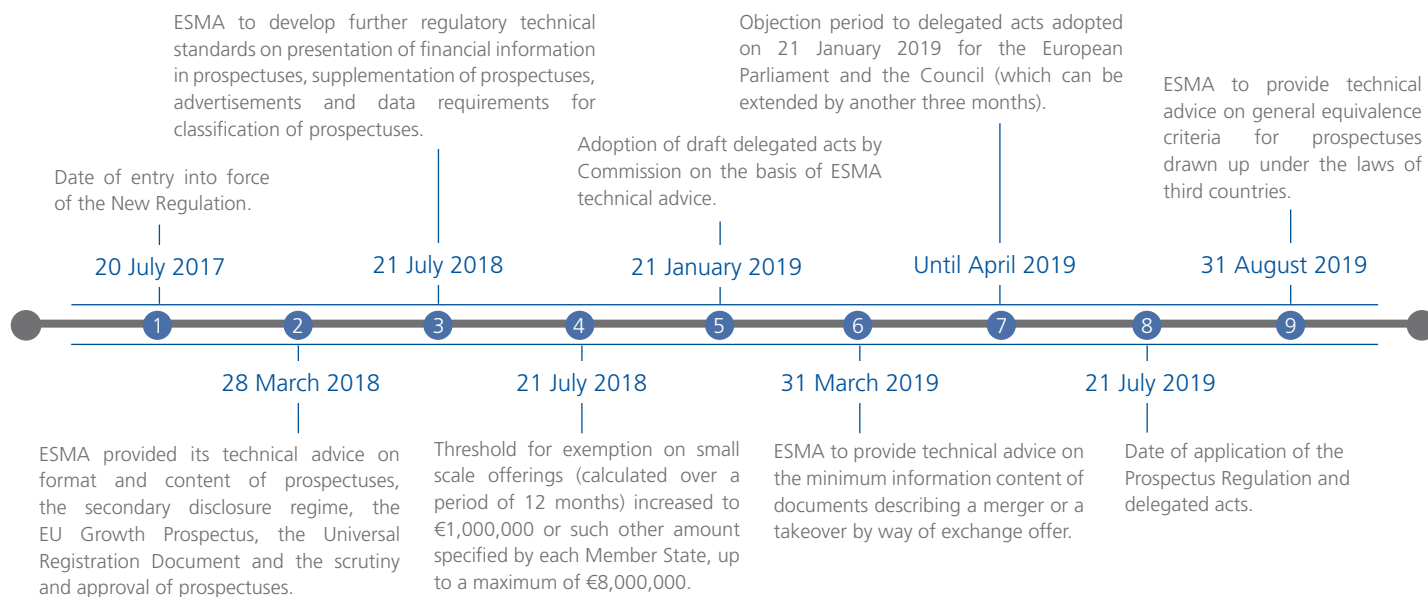 ESMA to develop further regulatory technical
standards on presentation of financial information
in prospectuses, supplementation of prospectuses,
advertisements and data requirements for
classification of prospectuses.
Objection period to delegated acts adopted
on 21 January 2019 for the European
Parliament and the Council (which can be
extended by another three months).
ESMA to provide technical
advice on general equivalence
criteria for prospectuses
drawn up under the laws of
third countries.
Adoption of draft delegated acts by
Commission on the basis of ESMA
technical advice.
Date of entry into force
of the New Regulation.
20 July 2017
21 July 2018
21 January 2019
Until April 2019
31 August 2019
1
2
3
4
5
6
7
8
9
28 March 2018
21 July 2018
31 March 2019
21 July 2019
ESMA provided its technical advice on
format and content of prospectuses,
the secondary disclosure regime, the
EU Growth Prospectus, the Universal
Registration Document and the scrutiny
and approval of prospectuses.
Threshold for exemption on small
scale offerings (calculated over a
period of 12 months) increased to
€1,000,000 or such other amount
specified by each Member State, up
to a maximum of €8,000,000.
ESMA to provide technical advice on
the minimum information content of
documents describing a merger or a
takeover by way of exchange offer.
Date of application of the
Prospectus Regulation and
delegated acts.